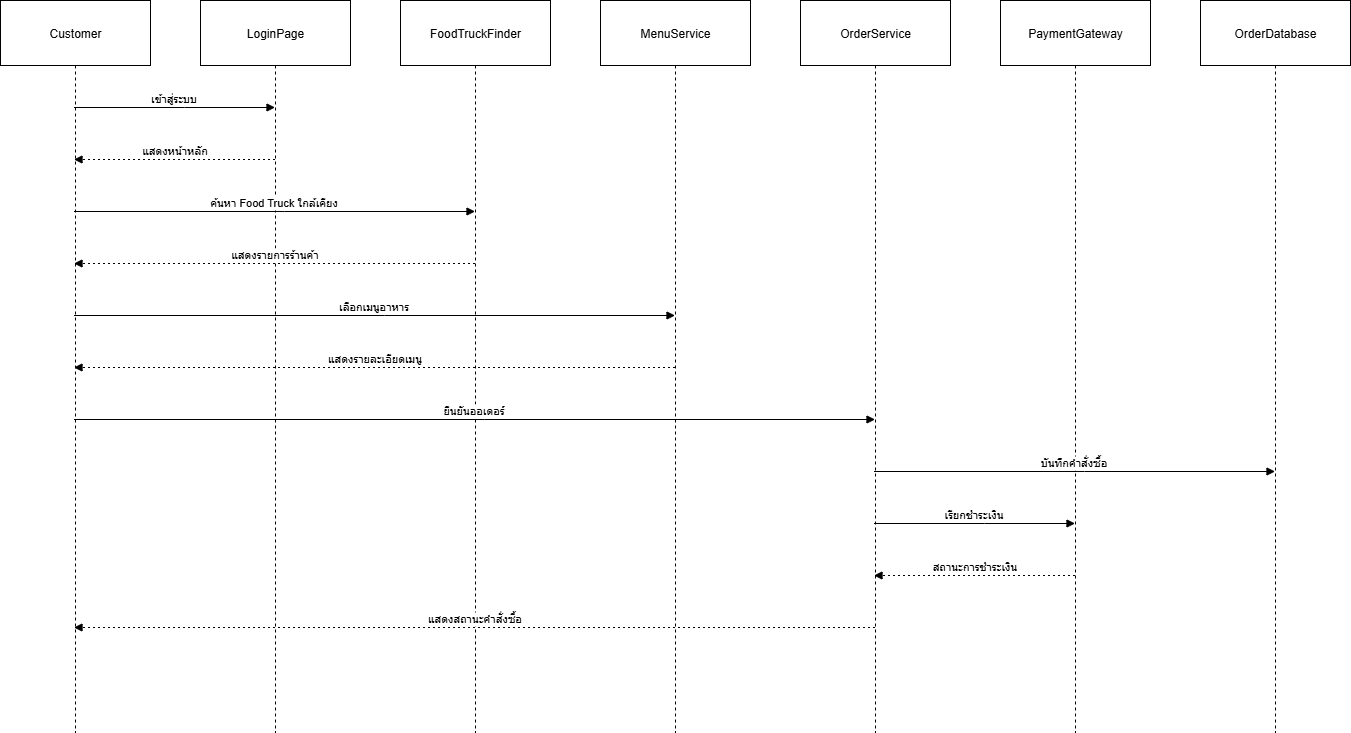 Customer
LoginPage
FoodTruckFinder
MenuService
OrderService
PaymentGateway
OrderDatabase
เข้าสู่ระบบ
แสดงหน้าหลัก
ค้นหา Food Truck ใกล้เคียง
แสดงรายการร้านค้า
เลือกเมนูอาหาร
แสดงรายละเอียดเมนู
ยืนยันออเดอร์
บันทึกคำสั่งซื้อ
เรียกชำระเงิน
สถานะการชำระเงิน
แสดงสถานะคำสั่งซื้อ